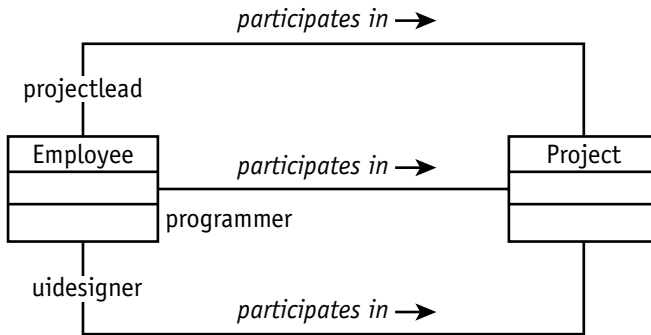 participates in
projectlead
Employee
participates in
Project
programmer
uidesigner
participates in